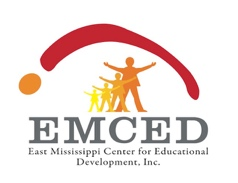 EMCED
East Mississippi Center for Educational
Development, Inc.